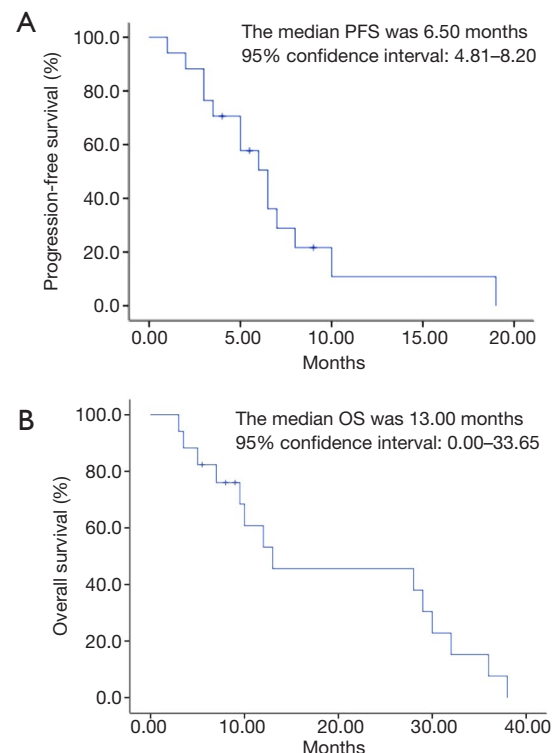 A
The median PFS was 6.50 months
95% confidence interval: 4.81–8.20
Progression-free survival (%)
100.0
80.0
60.0
40.0
20.0
0.0
0.00 5.00 10.00 15.00 20.00
Months
B
The median OS was 13.00 months
95% confidence interval: 0.00–33.65
Overall survival (%)
100.0
80.0
60.0
40.0
20.0
0.0
0.00 10.00 20.00 30.00 40.00
Months